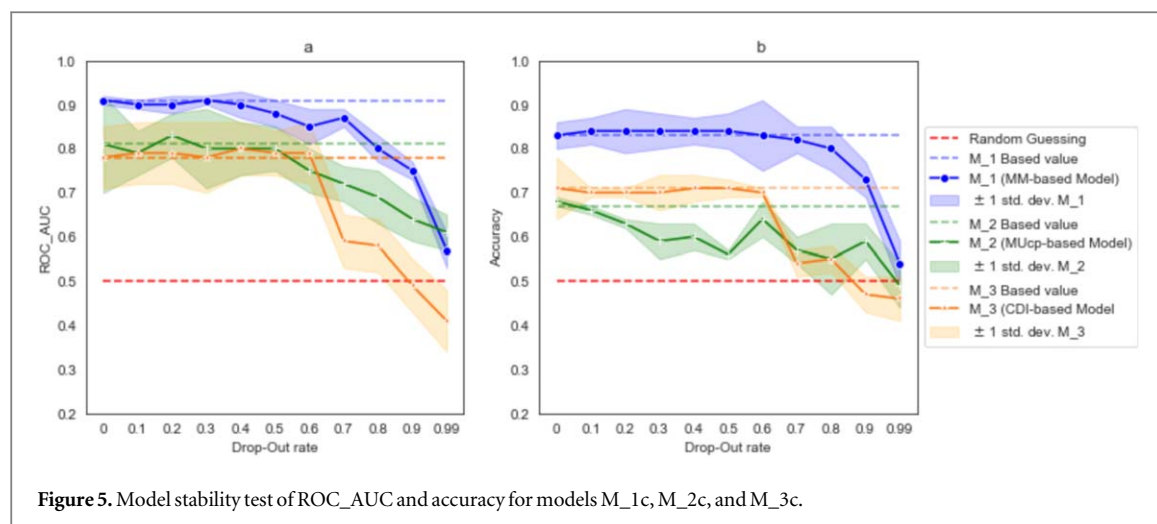 a
1.0
0.9
0.8
0.7
0.6
0.5
0.4
0.3
0.2
ROC_AUC
0 0.1 0.2 0.3 0.4 0.5 0.6 0.7 0.8 0.9 0.99
Drop-Out rate
b
1.0
0.9
0.8
0.7
0.6
0.5
0.4
0.3
0.2
Accuracy
0 0.1 0.2 0.3 0.4 0.5 0.6 0.7 0.8 0.9 0.99
Drop-Out rate
Random Guessing
M_1 Based value
M_1 (MM-based Model)
± 1 std. dev. M_1
M_2 Based value
M_2 (MUcp-based Model)
± 1 std. dev. M_2
M_3 Based value
M_3 (CDI-based Model
± 1 std. dev. M_3
Figure 5. Model stability test of ROC_AUC and accuracy for models M_1c, M_2c, and M_3c.